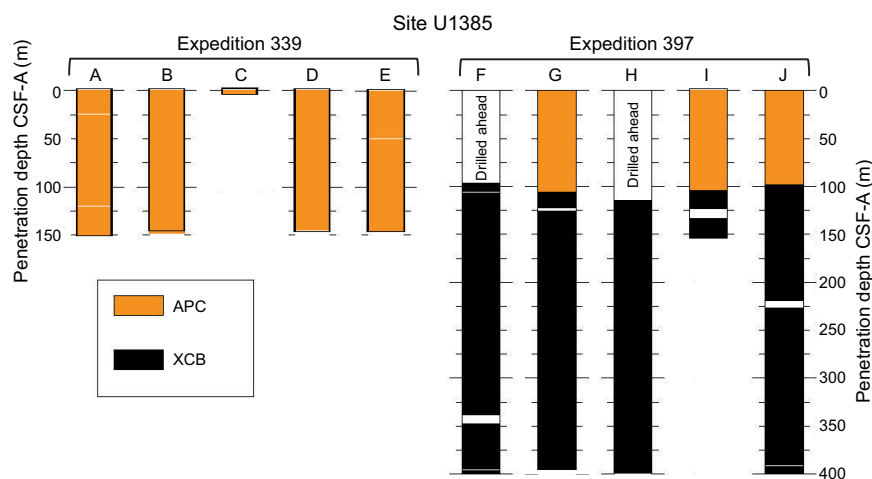 Site U1385
Expedition 339
Expedition 397
A B C D E F G H I J
Penetration depth CSF-A (m)
0
50
100
150
Drilled ahead
Drilled ahead
APC
XCB
0
50
100
150
200
250
300
350
400
Penetration depth CSF-A (m)